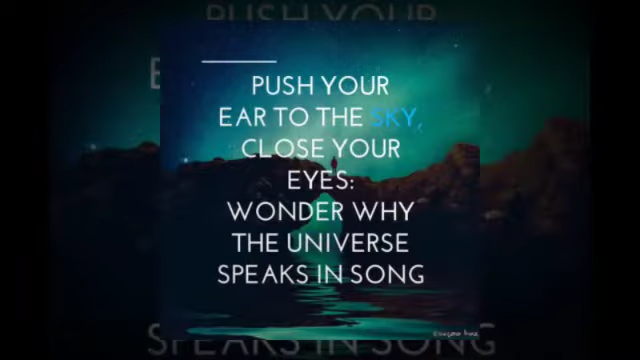 PUSH YOUR
EAR TO THE SKY,
CLOSE YOUR
EYES:
WONDER WHY
THE UNIVERSE
SPEAKS IN SONG